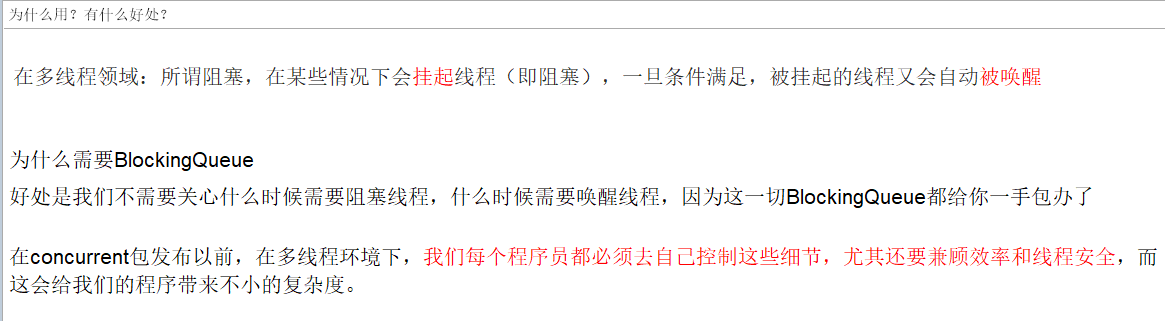 为什么用？有什么好处？
在多线程领域：所谓阻塞，在某些情况下会挂起线程（即阻塞），一旦条件满足，被挂起的线程又会自动被唤醒
为什么需要BlockingQueue
好处是我们不需要关心什么时候需要阻塞线程，什么时候需要唤醒线程，因为这一切BlockingQueue都给你一手包办了
在concurrent包发布以前，在多线程环境下，我们每个程序员都必须去自己控制这些细节，尤其还要兼顾效率和线程安全，而
这会给我们的程序带来不小的复杂度。